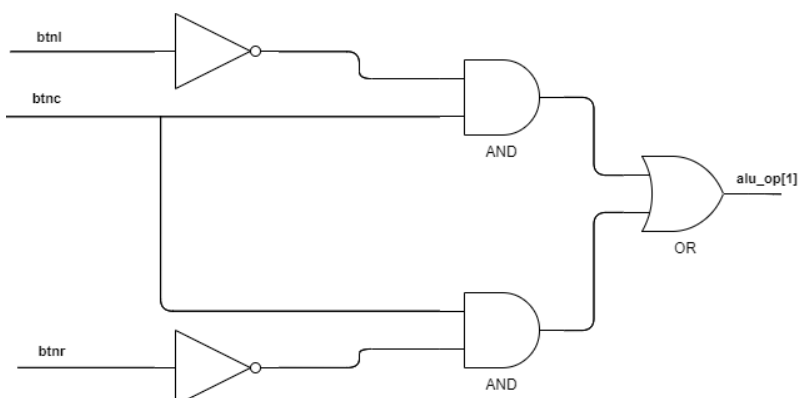 btnl
btnc
AND
alu_op[1]
OR
btnr
AND